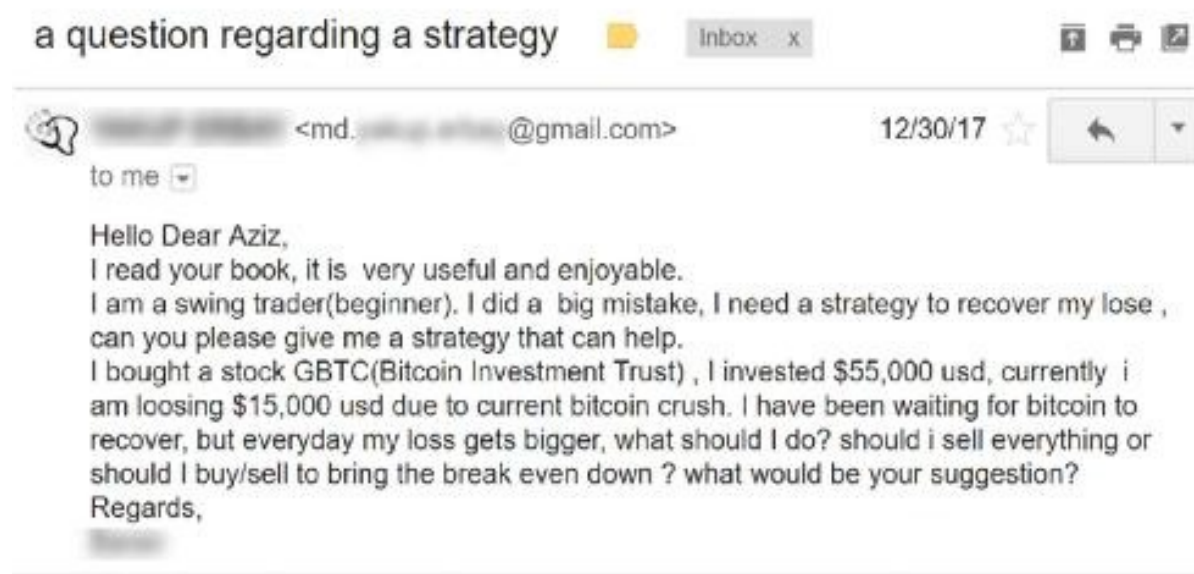 a question regarding a strategy
Inbox x
<md. @gmail.com> 12/30/17
to me
Hello Dear Aziz,
I read your book, it is very useful and enjoyable.
I am a swing trader(beginner). I did a big mistake, I need a strategy to recover my lose ,
can you please give me a strategy that can help.
I bought a stock GBTC(Bitcoin Investment Trust) , I invested $55,000 usd, currently i
am loosing $15,000 usd due to current bitcoin crush. I have been waiting for bitcoin to
recover, but everyday my loss gets bigger, what should I do? should i sell everything or
should I buy/sell to bring the break even down ? what would be your suggestion?
Regards,